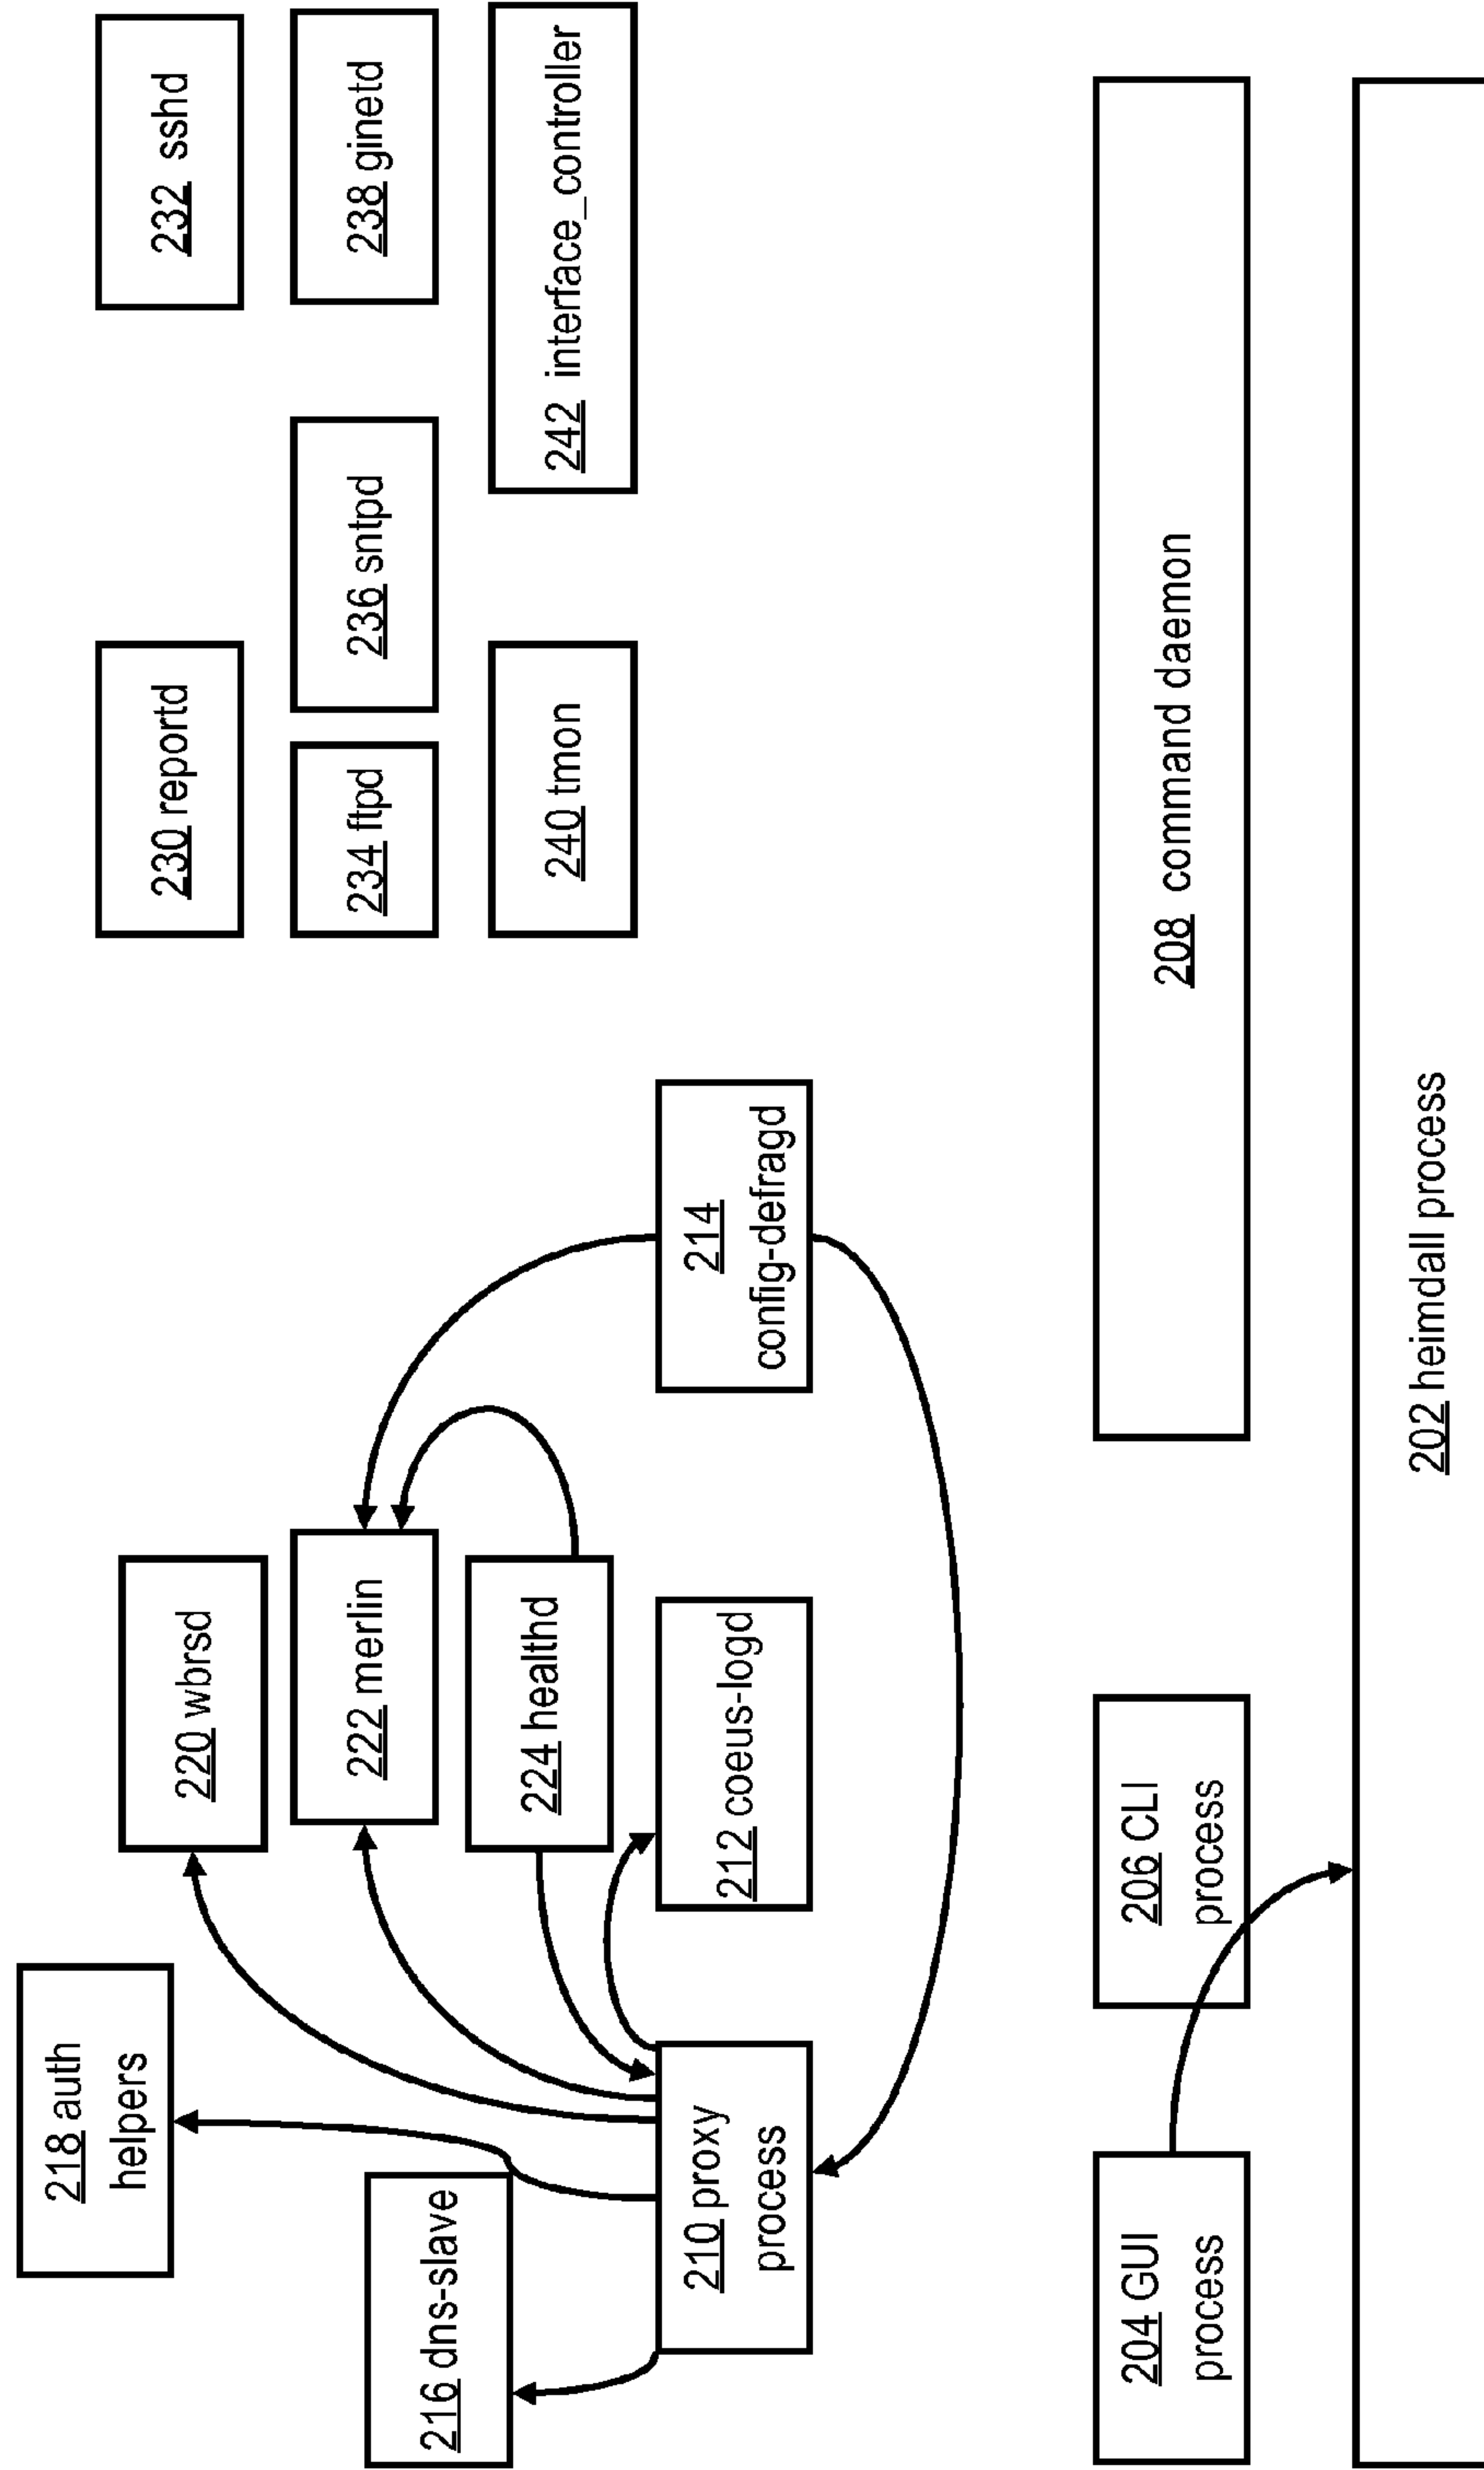 218 auth
helpers
220 wbrsd
230 reportd
232 sshd
216 dns-slave
222 merlin
234 ftpd
236 sntpd
238 ginetd
224 healthd
240 tmon
242 interface_controller
210 proxy
process
212 coeus-logd
214
config-defragd
204 GUI
process
206 CLI
process
208 command daemon
202 heimdall process